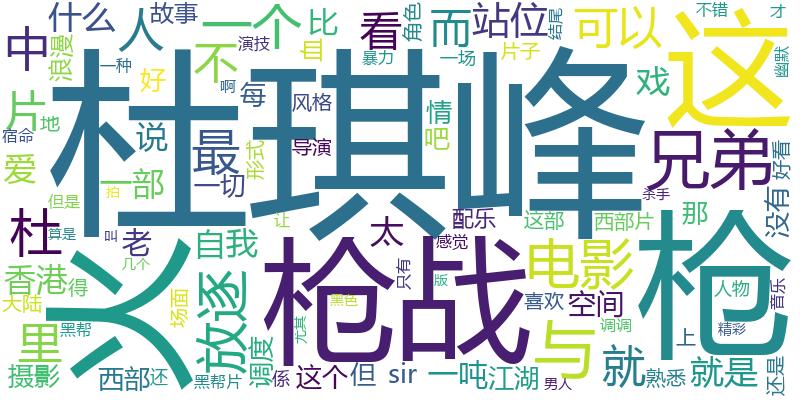 什么
故事
一个
比
角色
看
而
站位
不错
才
可以
这
结尾
中
人
浪漫
一种
演技
不
血
片子
一场
暴力
幽默
片
好
啊
杜琪峰
戏
地
宿命
说
最
每
风格
情
吧
导演
形式
兄弟
好看
爱
一部
一切
杀手
没有
但是
拍
让
配乐
这部
西部片
那
杜
算是
叫
老
自我
太
感觉
火
枪战
电影
枪
几个
只有
香港
得
放逐
版
喜欢
空间
人物
音乐
大陆
场面
黑色
调调
上
精彩
里
黑帮
调度
尤其
与
摄影
西部
还
黑帮片
係
这个
但
sir
一吨
江湖
男人
就
熟悉
就是
还是